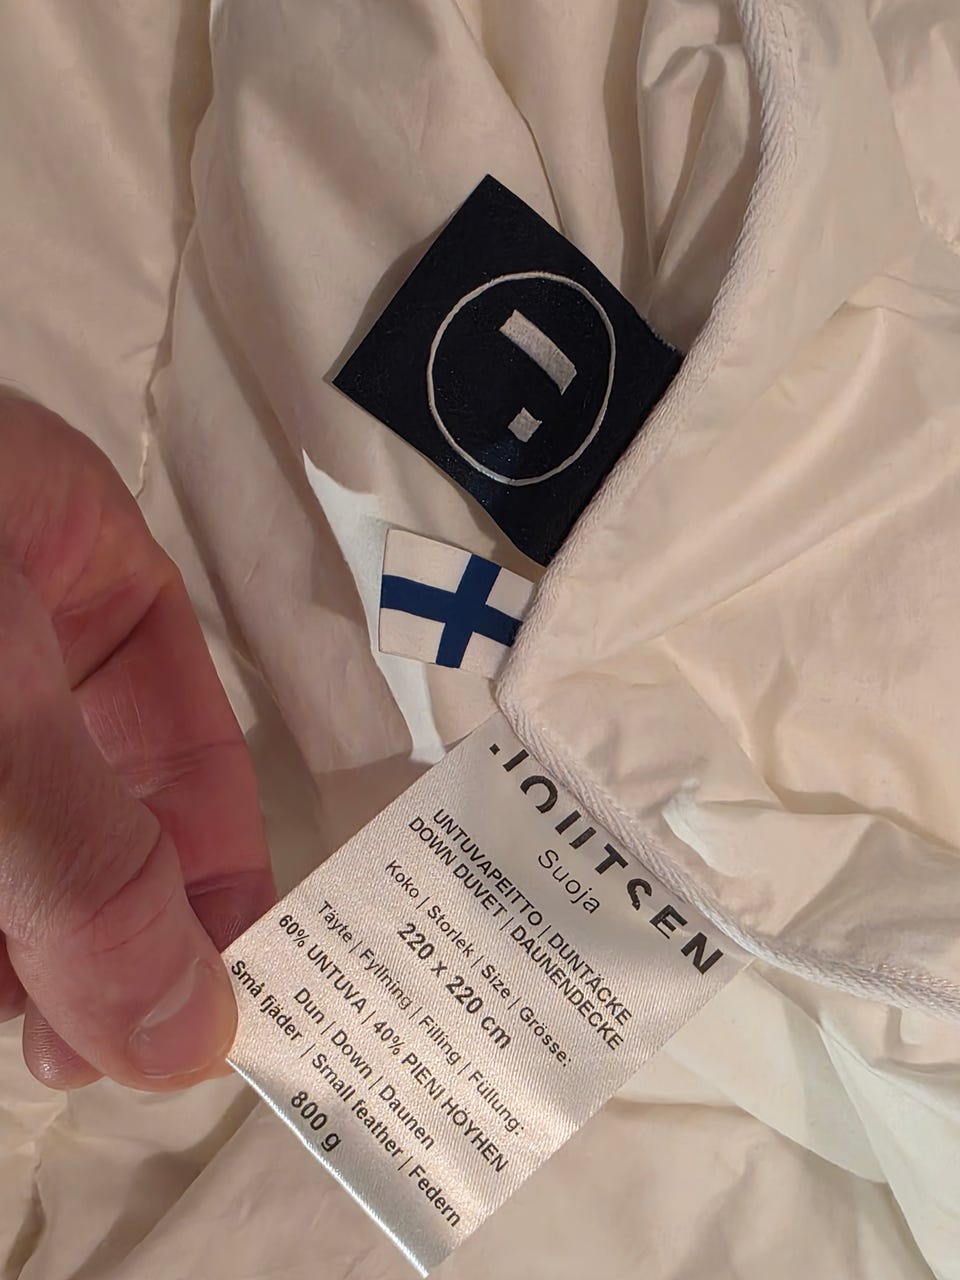 JOUTSEN
Suoja
UNTUVAPEITTO | DUNTÄCKE
DOWN DUVET | DAUNENDECKE
Koko | Storlek | Size | Grösse:
220 x 220 cm
Täyte | Fyllning | Filling | Füllung:
60% UNTUVA | 40% PIENI HÖYHEN
Dun | Down | Daunen
Små fjäder | Small feather | Federn
800 g